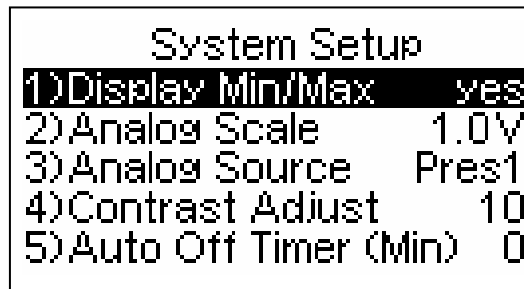 System Setup
1)Display Min/Max yes
2)Analog Scale 1.0V
3)Analog Source Pres1
4)Contrast Adjust 10
5)Auto Off Timer (Min) 0